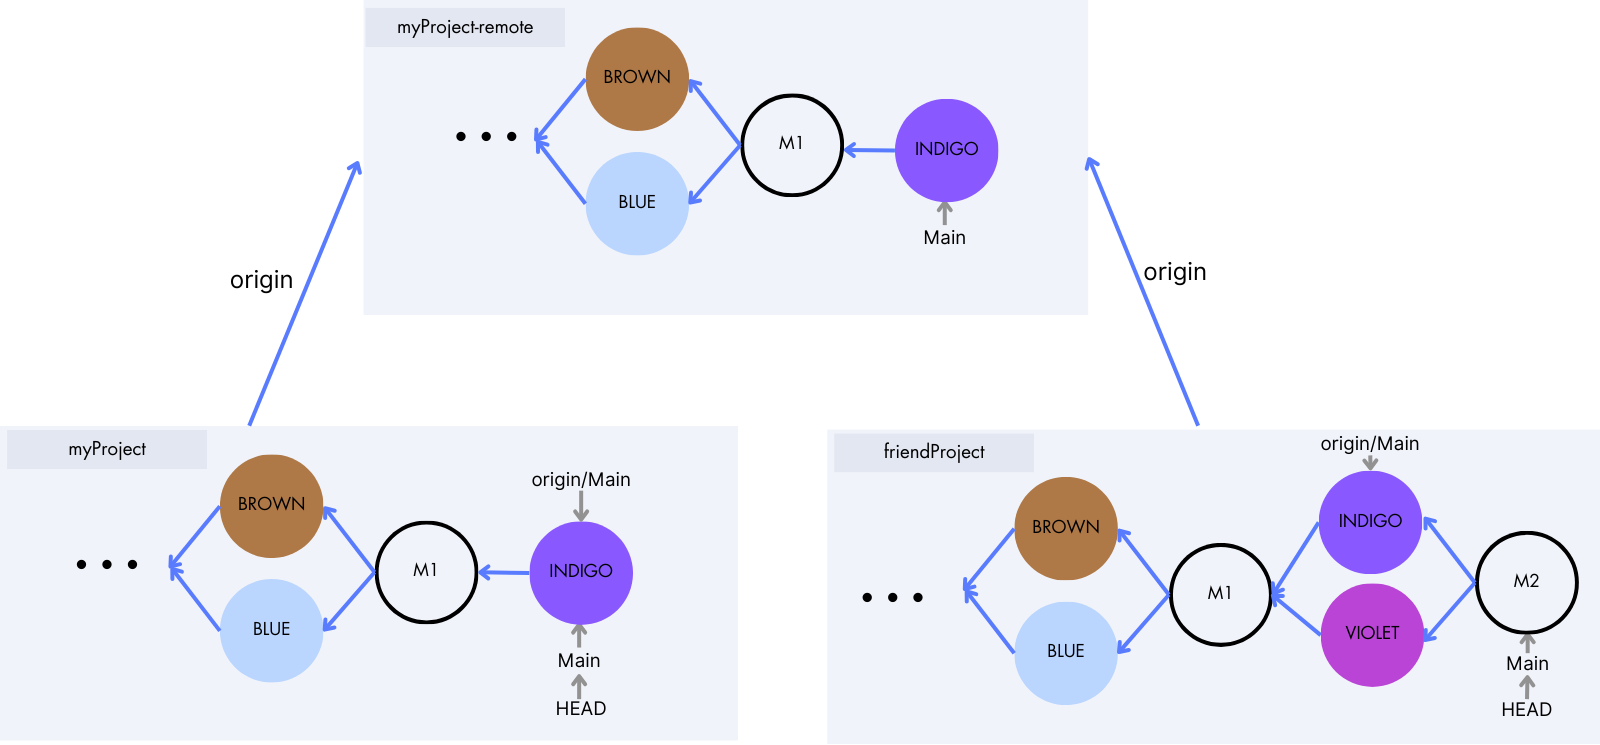 myProject-remote
BROWN
M1
INDIGO
BLUE
Main
origin
origin
myProject
BROWN
origin/Main
M1
INDIGO
BLUE
Main
HEAD
friendProject
origin/Main
BROWN
INDIGO
M1
M2
BLUE
VIOLET
Main
HEAD